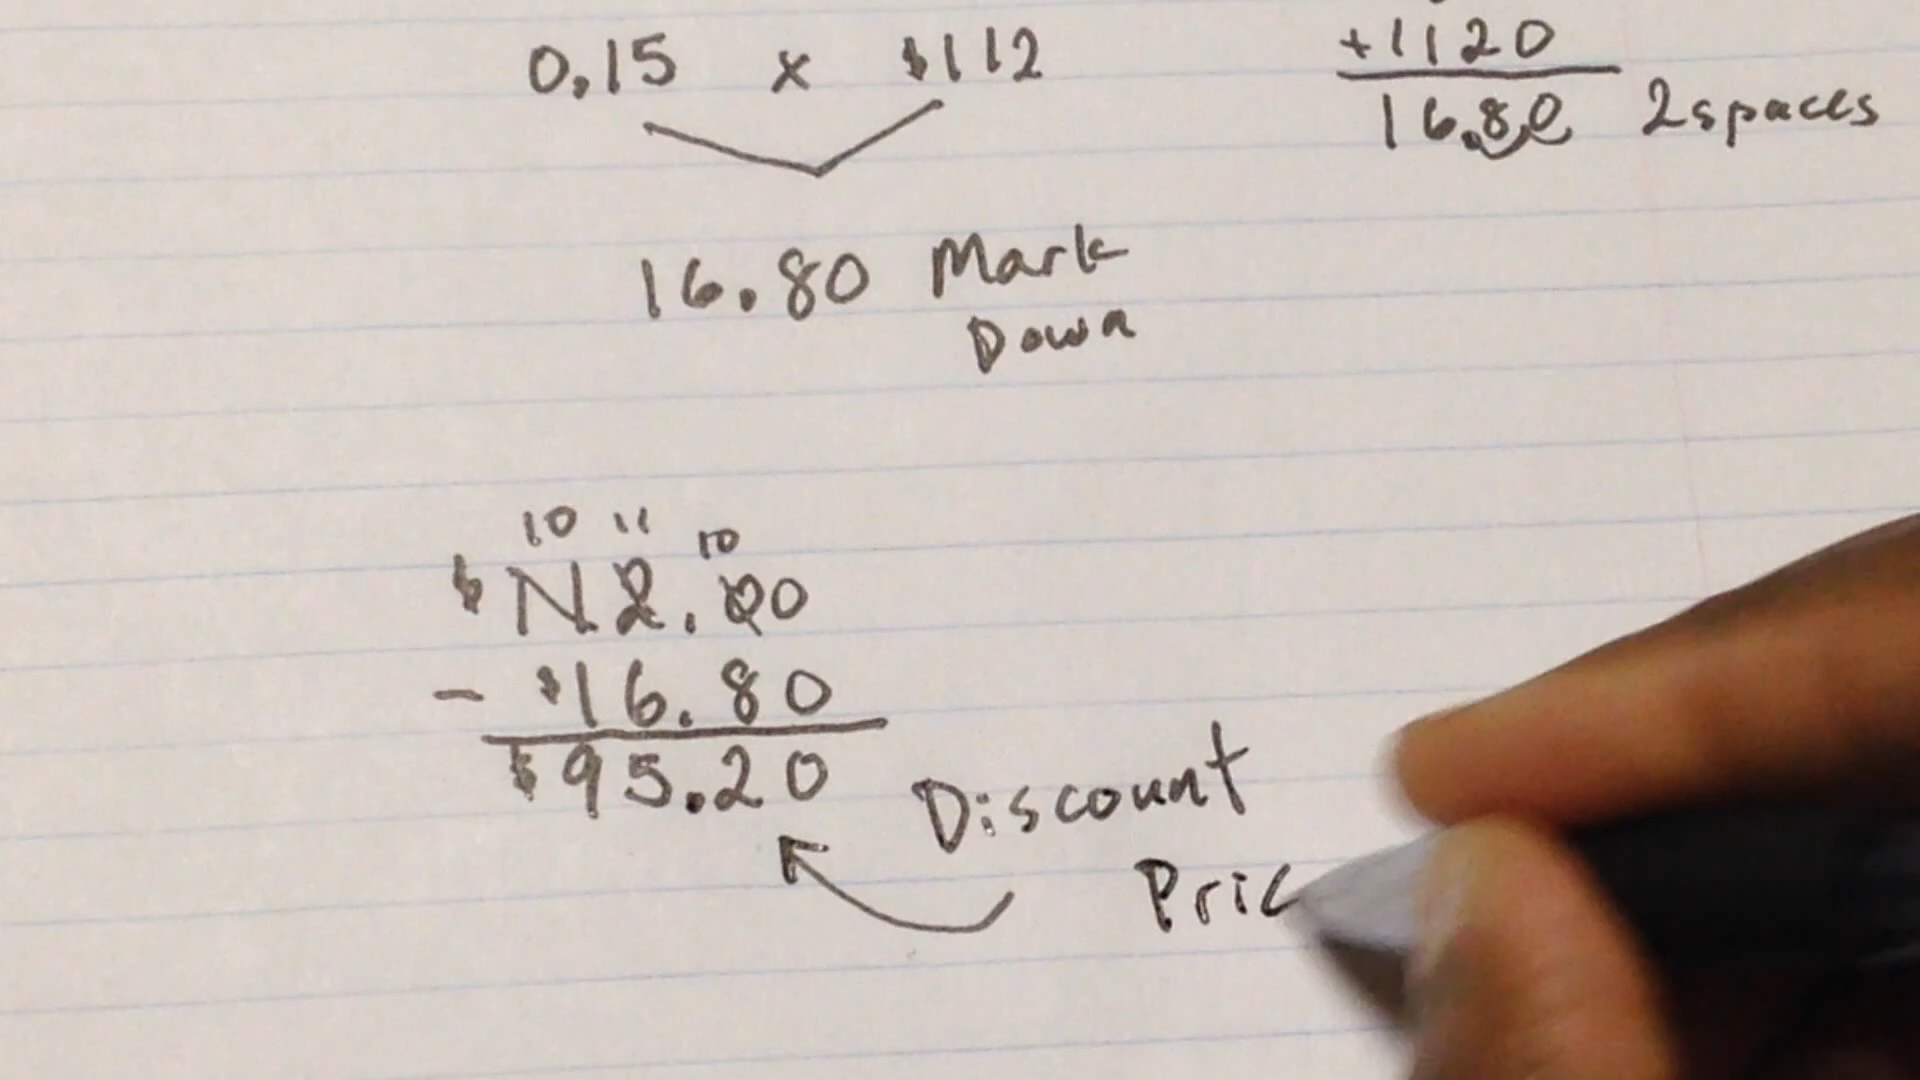 0.15 x $112
+1120
16.80 2spaces
16.80 Mark
Down
10 11 10
$112.00
- $16.80
$95.20
Discount
Pric